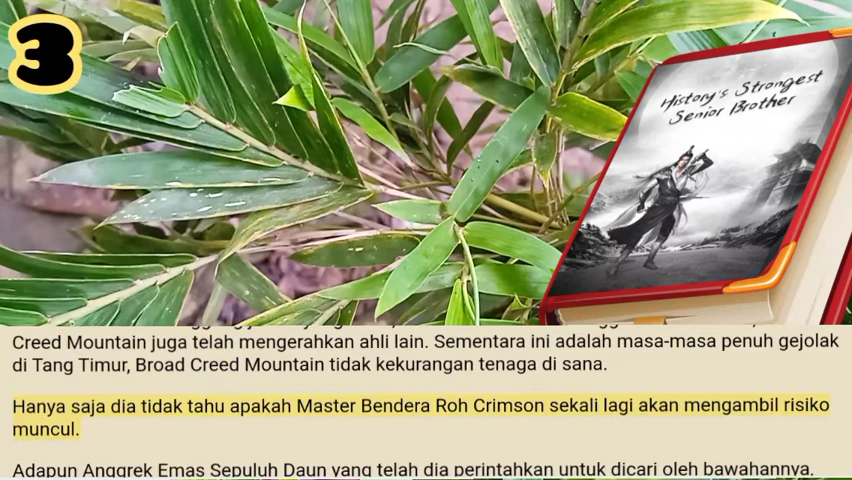 3
History's Strongest
Senior Brother
Creed Mountain juga telah mengerahkan ahli lain. Sementara ini adalah masa-masa penuh gejolak
di Tang Timur, Broad Creed Mountain tidak kekurangan tenaga di sana.
Hanya saja dia tidak tahu apakah Master Bendera Roh Crimson sekali lagi akan mengambil risiko
muncul.
Adapun Anggrek Emas Sepuluh Daun yang telah dia perintahkan untuk dicari oleh bawahannya,